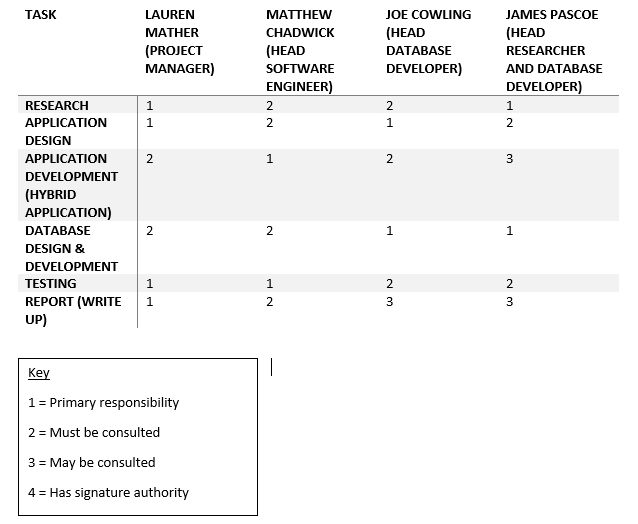 TASK LAUREN MATHER (PROJECT MANAGER) MATTHEW CHADWICK (HEAD SOFTWARE ENGINEER) JOE COWLING (HEAD DATABASE DEVELOPER) JAMES PASCOE (HEAD RESEARCHER AND DATABASE DEVELOPER)
RESEARCH 1 2 2 1
APPLICATION DESIGN 1 2 1 2
APPLICATION DEVELOPMENT (HYBRID APPLICATION) 2 1 2 3
DATABASE DESIGN & DEVELOPMENT 2 2 1 1
TESTING 1 1 2 2
REPORT (WRITE UP) 1 2 3 3
Key
1 = Primary responsibility
2 = Must be consulted
3 = May be consulted
4 = Has signature authority